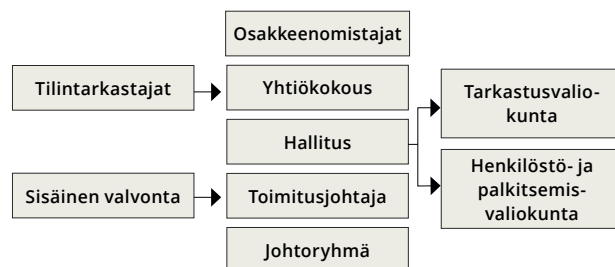 Osakkeenomistajat
Tilintarkastajat
Yhtiökokous
Tarkastusvalio-
kunta
Hallitus
Sisäinen valvonta
Toimitusjohtaja
Henkilöstö- ja
palkitsemis-
valiokunta
Johtoryhmä